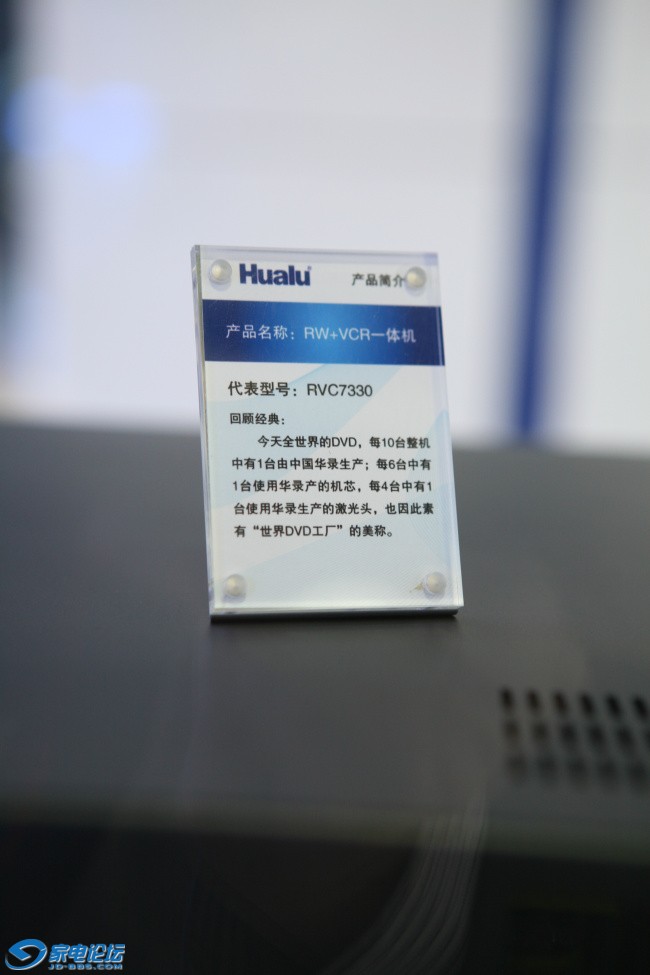 Hualu® 产品简介
产品名称：RW+VCR一体机
代表型号：RVC7330
回顾经典：
今天全世界的DVD，每10台整机
中有1台由中国华录生产；每6台中有
1台使用华录产的机芯，每4台中有1
台使用华录生产的激光头，也因此素
有“世界DVD工厂”的美称。
家电论坛
JD-BBS.COM